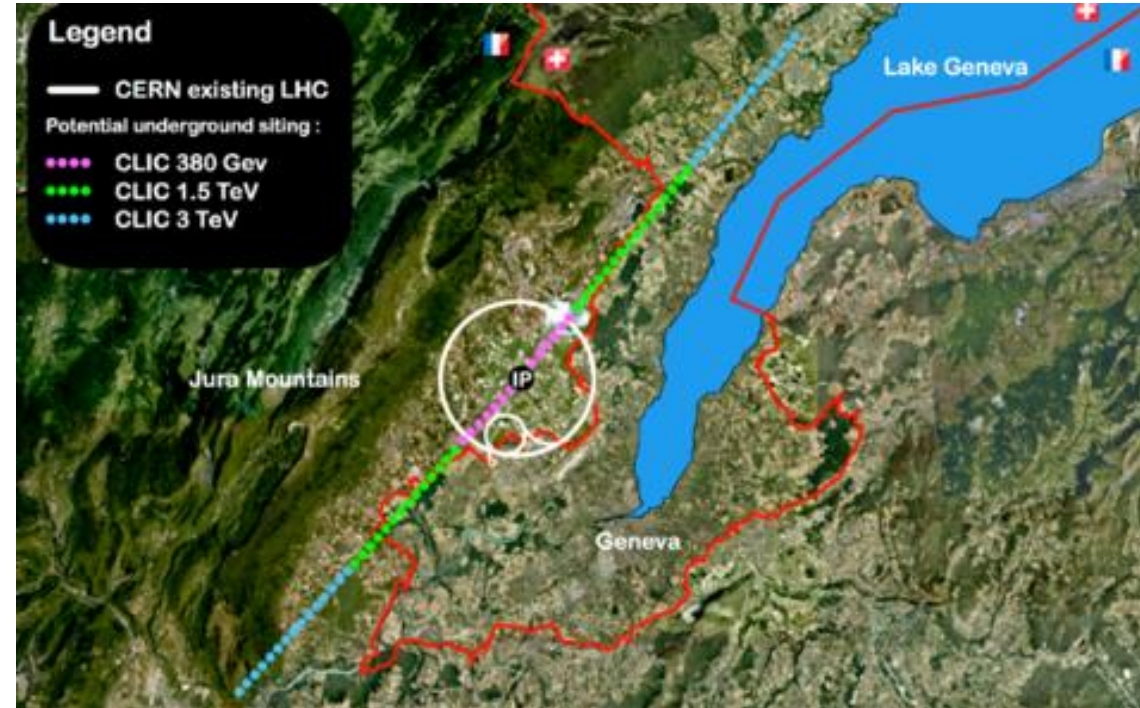 Legend
CERN existing LHC
Potential underground siting :
CLIC 380 Gev
CLIC 1.5 TeV
CLIC 3 TeV
Lake Geneva
Jura Mountains
IP
Geneva